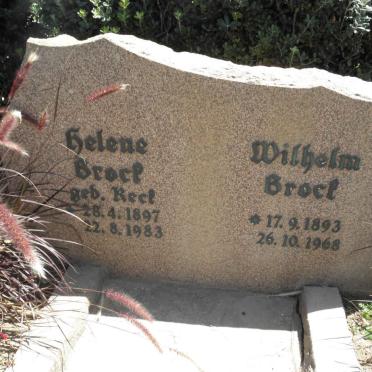 Helene
Brock
geb. Keck
* 28.4.1897
22.8.1983
Wilhelm
Brock
* 17.9.1893
26.10.1968